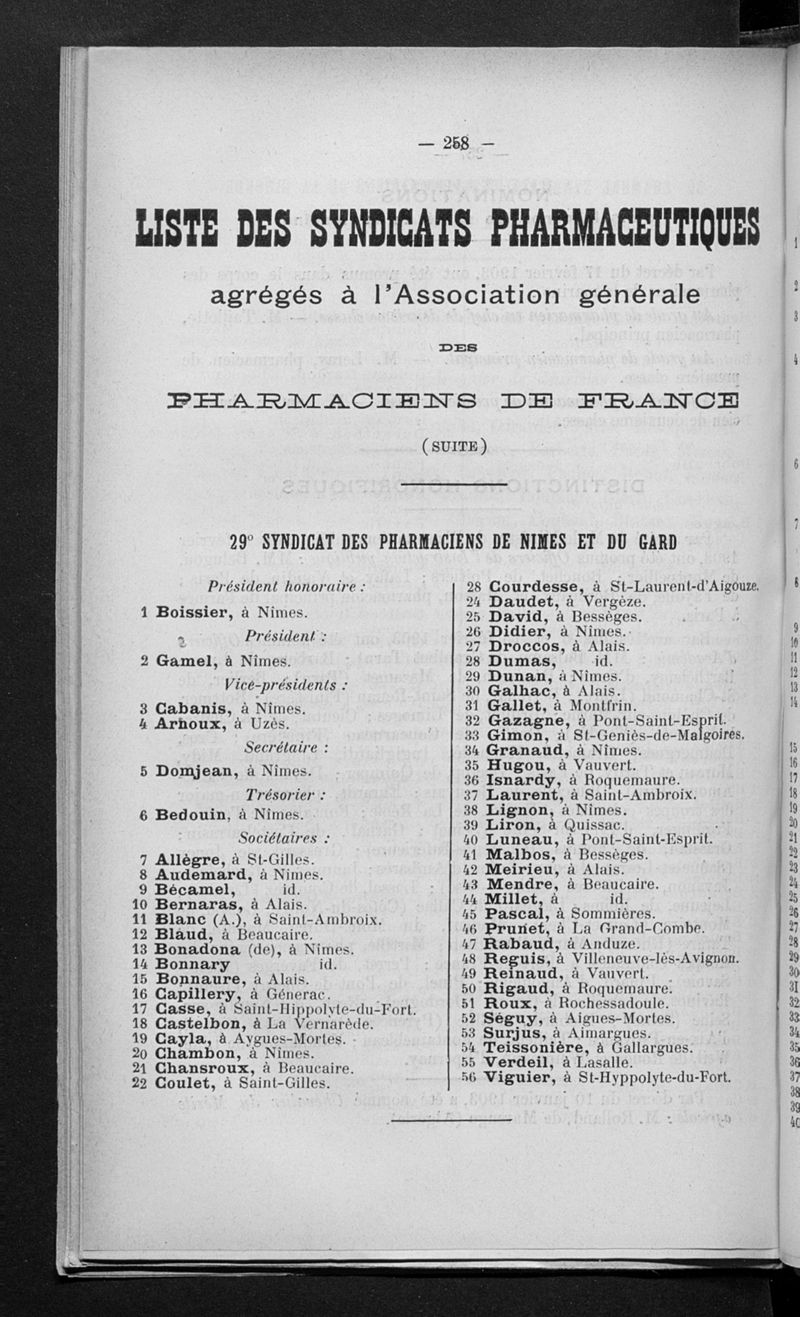 — 258 —
LISTE DES SYNDICATS PHARMACEUTIQUES
agrégés à l'Association générale
DES
PHARMACIENS DE FRANCE
(SUITE)
29° SYNDICAT DES PHARMACIENS DE NIMES ET DU GARD
Président honoraire :
1 Boissier, à Nîmes.
Président :
2 Gamel, à Nîmes.
Vice-présidents :
3 Cabanis, à Nîmes.
4 Arhoux, à Uzès.
Secrétaire :
5 Domjean, à Nîmes.
Trésorier :
6 Bedouin, à Nîmes.
Sociétaires :
7 Allègre, à St-Gilles.
8 Audemard, à Nîmes.
9 Bécamel, id.
10 Bernaras, à Alais.
11 Blanc (A.), à Saint-Ambroix.
12 Blaud, à Beaucaire.
13 Bonadona (de), à Nîmes.
14 Bonnary id.
15 Bonnaure, à Alais.
16 Capillery, à Génerac.
17 Casse, à Saint-Hippolyte-du-Fort.
18 Castelbon, à La Vernarède.
19 Cayla, à Aygues-Mortes.
20 Chambon, à Nîmes.
21 Chansroux, à Beaucaire.
22 Coulet, à Saint-Gilles.
28 Courdesse, à St-Laurent-d'Aigouze.
24 Daudet, à Vergèze.
25 David, à Bessèges.
26 Didier, à Nîmes.
27 Droccos, à Alais.
28 Dumas, id.
29 Dunan, à Nîmes.
30 Galhac, à Alais.
31 Gallet, à Montfrin.
32 Gazagne, à Pont-Saint-Esprit.
33 Gimon, à St-Geniès-de-Malgoirès.
34 Granaud, à Nîmes.
35 Hugou, à Vauvert.
36 Isnardy, à Roquemaure.
37 Laurent, à Saint-Ambroix.
38 Lignon, à Nîmes.
39 Liron, à Quissac.
40 Luneau, à Pont-Saint-Esprit.
41 Malbos, à Bessèges.
42 Meirieu, à Alais.
43 Mendre, à Beaucaire.
44 Millet, à id.
45 Pascal, à Sommières.
46 Prunet, à La Grand-Combe.
47 Rabaud, à Anduze.
48 Reguis, à Villeneuve-lès-Avignon.
49 Reinaud, à Vauvert.
50 Rigaud, à Roquemaure.
51 Roux, à Rochessadoule.
52 Séguy, à Aigues-Mortes.
53 Surjus, à Aimargues.
54 Teissonière, à Gallargues.
55 Verdeil, à Lasalle.
56 Viguier, à St-Hyppolyte-du-Fort.